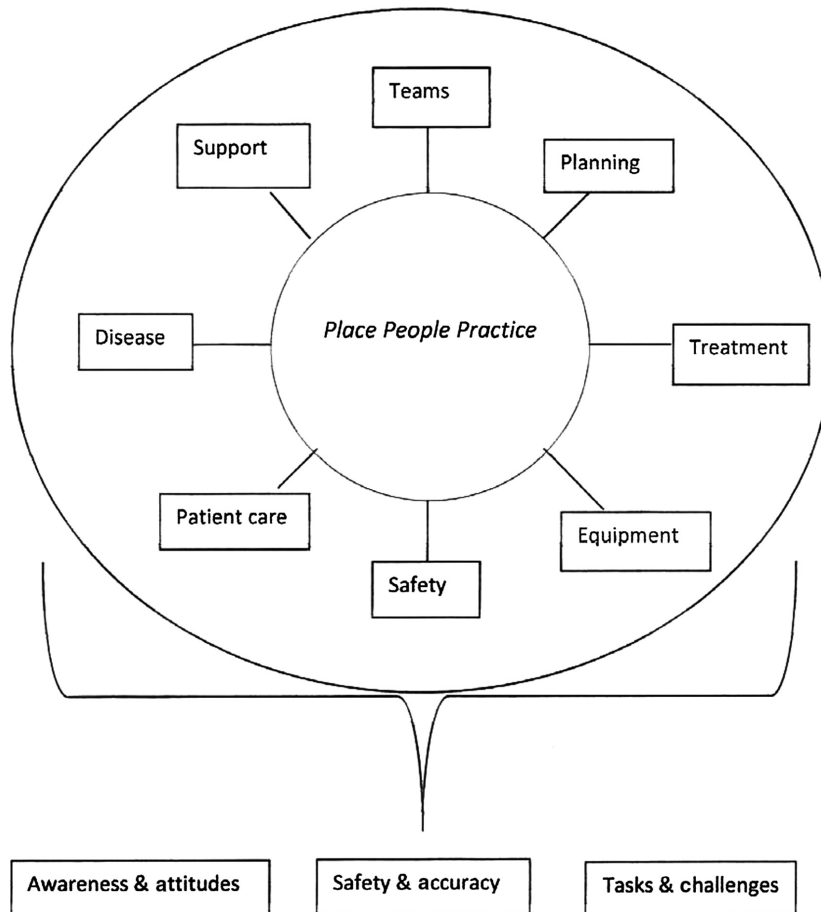 Teams
Support
Planning
Disease
Place People Practice
Treatment
Patient care
Equipment
Safety
Awareness & attitudes
Safety & accuracy
Tasks & challenges